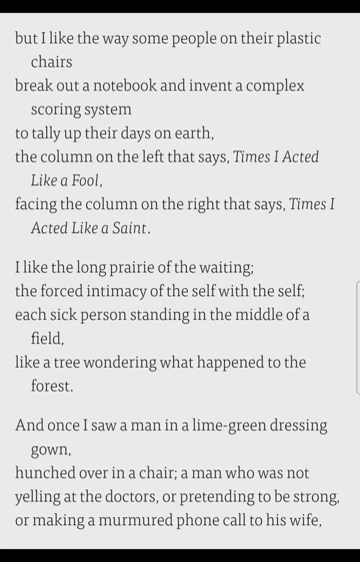 but I like the way some people on their plastic
chairs
break out a notebook and invent a complex
scoring system
to tally up their days on earth,
the column on the left that says, Times I Acted
Like a Fool,
facing the column on the right that says, Times I
Acted Like a Saint.
I like the long prairie of the waiting;
the forced intimacy of the self with the self;
each sick person standing in the middle of a
field,
like a tree wondering what happened to the
forest.
And once I saw a man in a lime-green dressing
gown,
hunched over in a chair; a man who was not
yelling at the doctors, or pretending to be strong,
or making a murmured phone call to his wife,